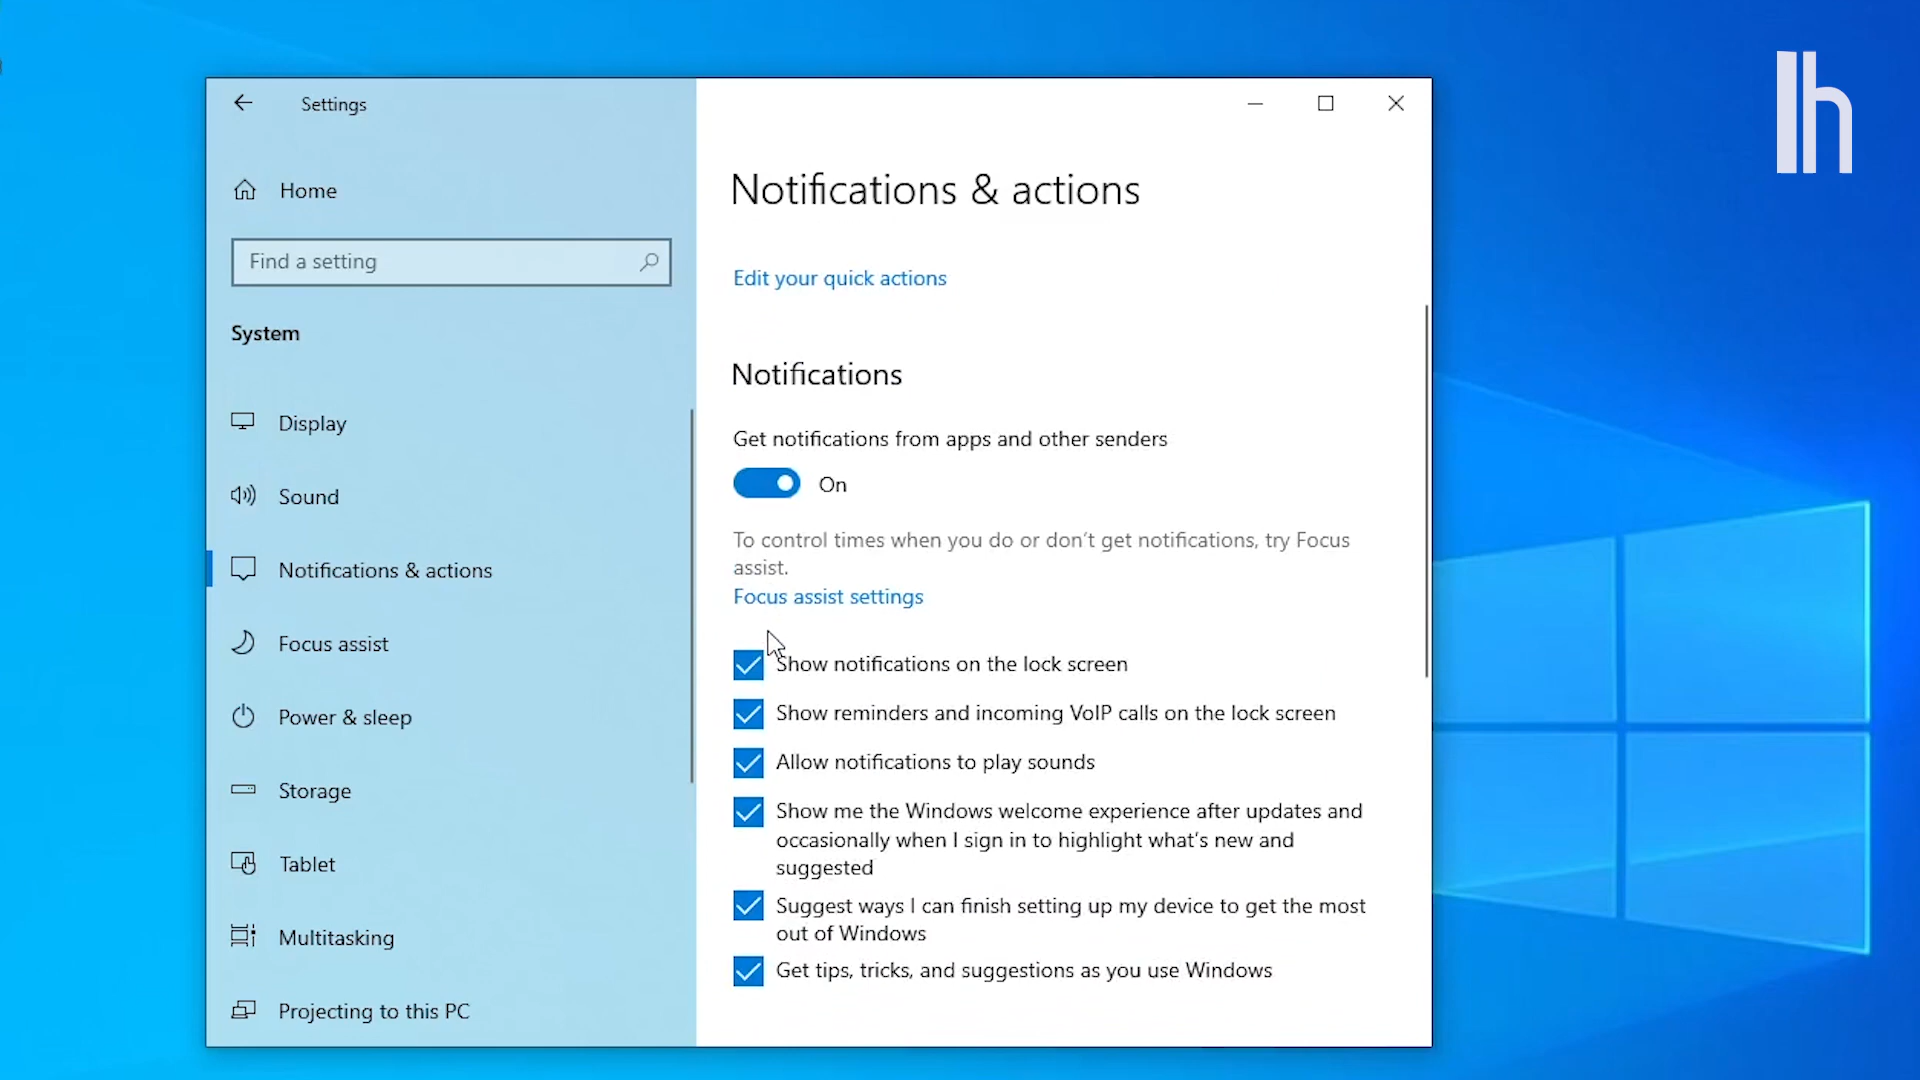 Settings
Home
Find a setting
System
Display
Sound
Notifications & actions
Focus assist
Power & sleep
Storage
Tablet
Multitasking
Projecting to this PC
Notifications & actions
Edit your quick actions
Notifications
Get notifications from apps and other senders
On
To control times when you do or don't get notifications, try Focus
assist.
Focus assist settings
Show notifications on the lock screen
Show reminders and incoming VoIP calls on the lock screen
Allow notifications to play sounds
Show me the Windows welcome experience after updates and
occasionally when I sign in to highlight what's new and
suggested
Suggest ways I can finish setting up my device to get the most
out of Windows
Get tips, tricks, and suggestions as you use Windows
lh